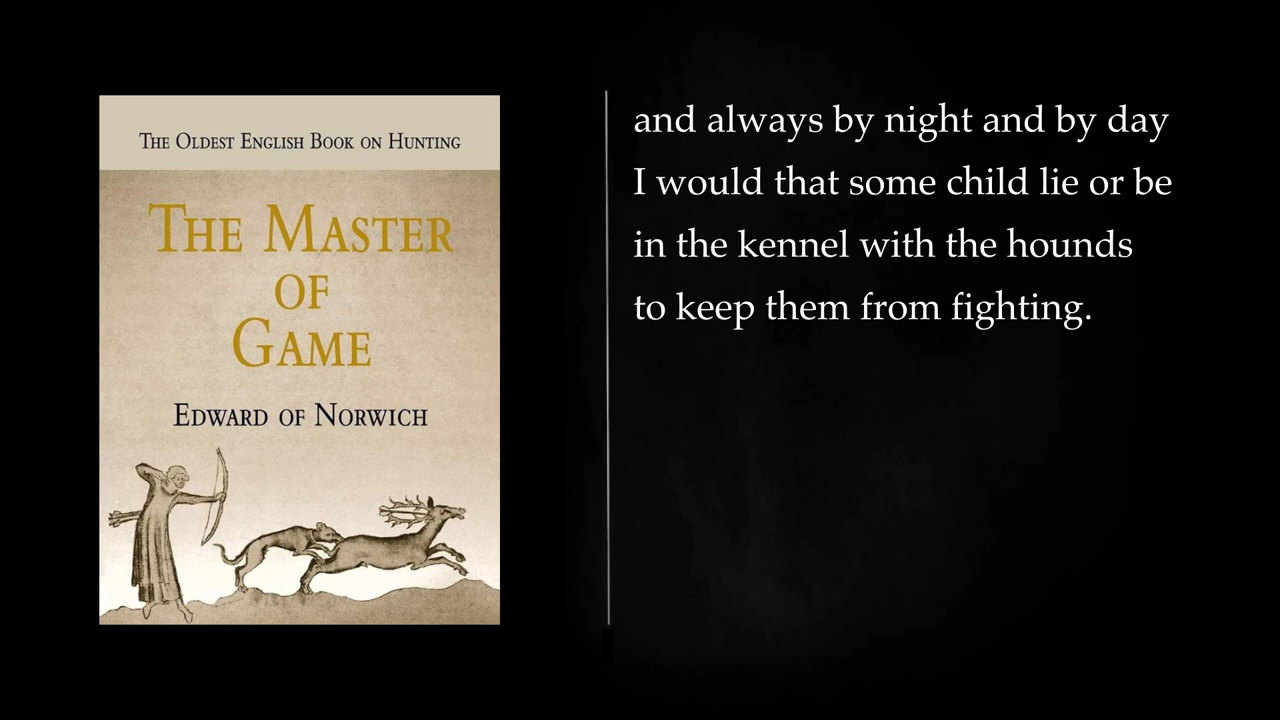 The Oldest English Book on Hunting
The Master
of
Game
Edward of Norwich
and always by night and by day
I would that some child lie or be
in the kennel with the hounds
to keep them from fighting.